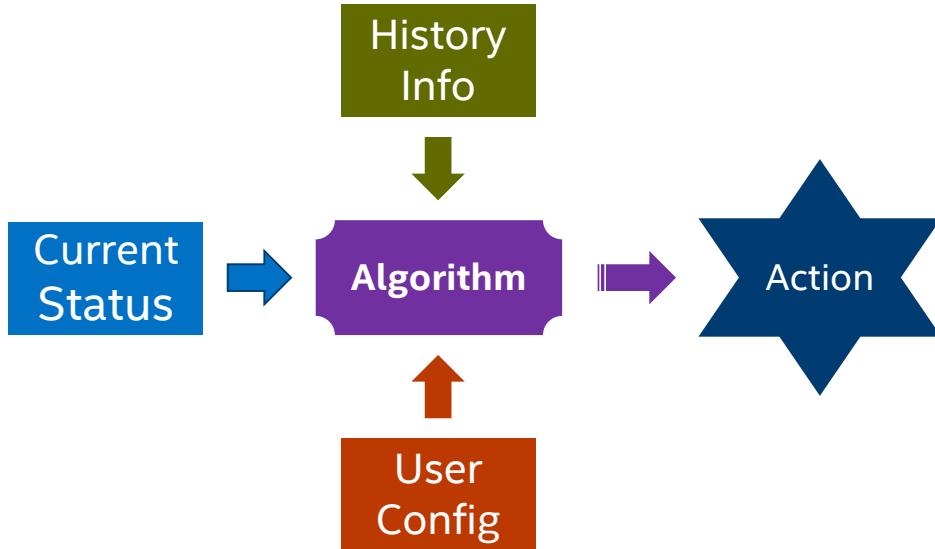 History
Info
Current
Status
Algorithm
Action
User
Config